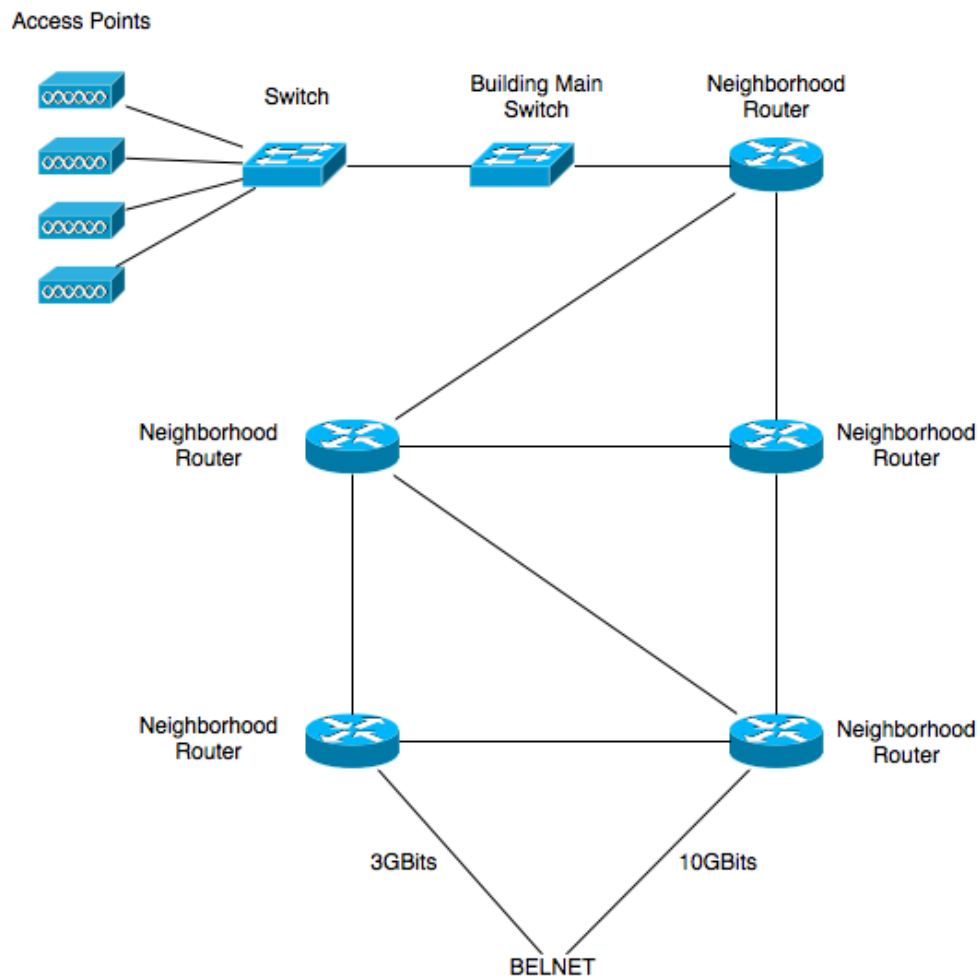 Access Points
Switch
Building Main
Switch
Neighborhood
Router
Neighborhood
Router
Neighborhood
Router
Neighborhood
Router
Neighborhood
Router
3GBits
10GBits
BELNET